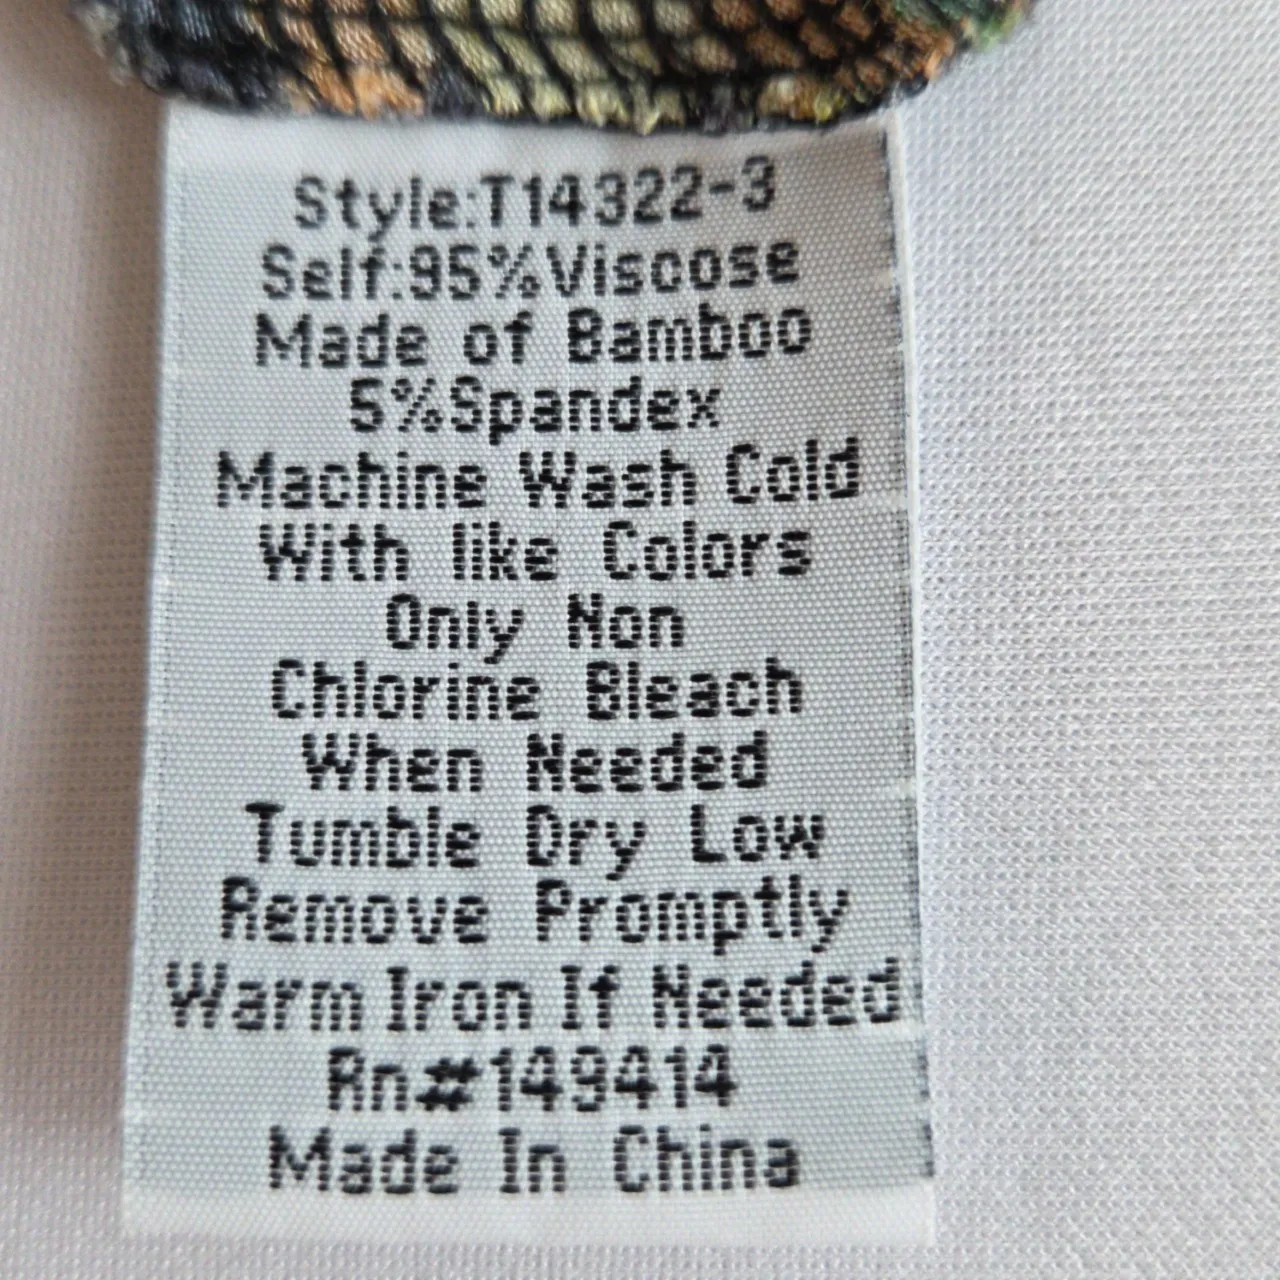 Style:T14322-3
Self:95%Viscose
Made of Bamboo
5%Spandex
Machine Wash Cold
With like Colors
Only Non
Chlorine Bleach
When Needed
Tumble Dry Low
Remove Promptly
Warm Iron If Needed
Rn#149414
Made In China